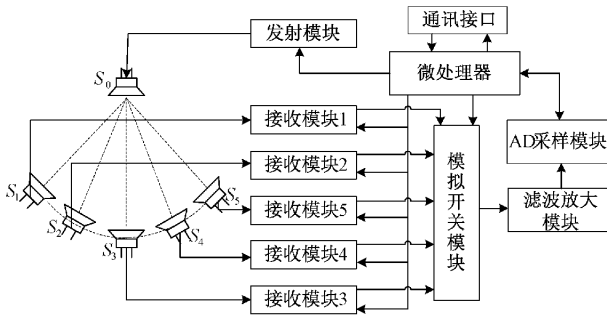 通讯接口
发射模块
微处理器
S0
接收模块1
AD采样模块
接收模块2
模拟开关模块
S1
S5
接收模块5
滤波放大
模块
S2
S4
S3
接收模块4
接收模块3